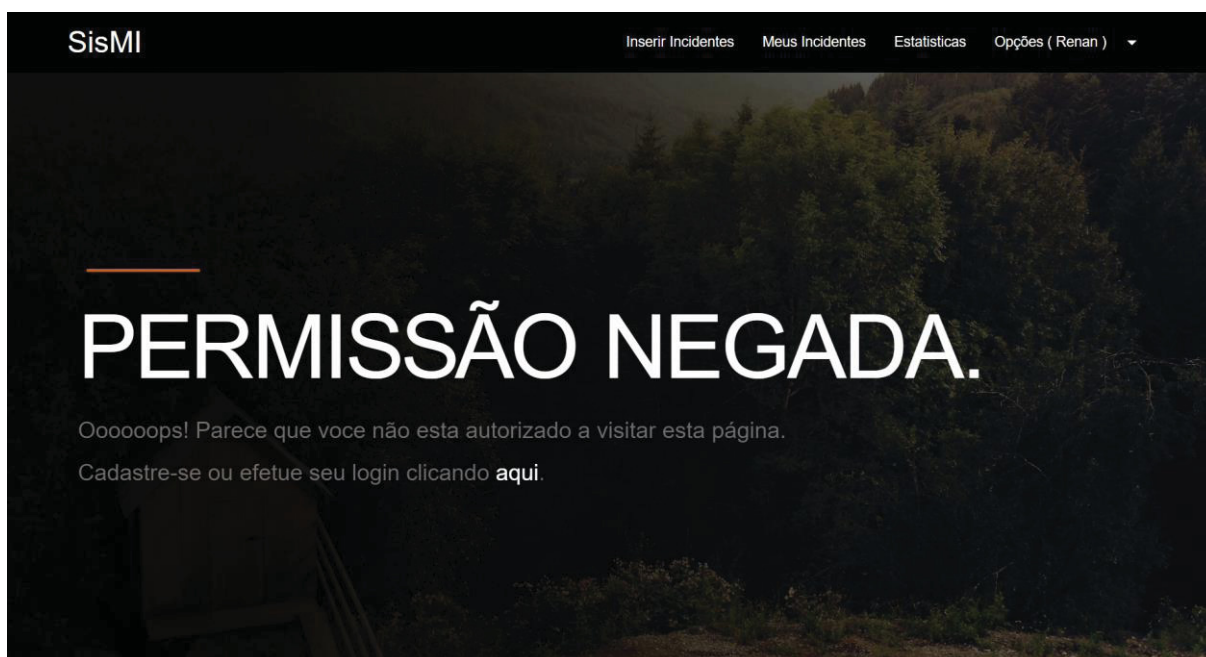 SisMI
Inserir Incidentes Meus Incidentes Estatisticas Opções ( Renan )
PERMISSÃO NEGADA.
Oooooops! Parece que voce não esta autorizado a visitar esta página.
Cadastre-se ou efetue seu login clicando aqui.